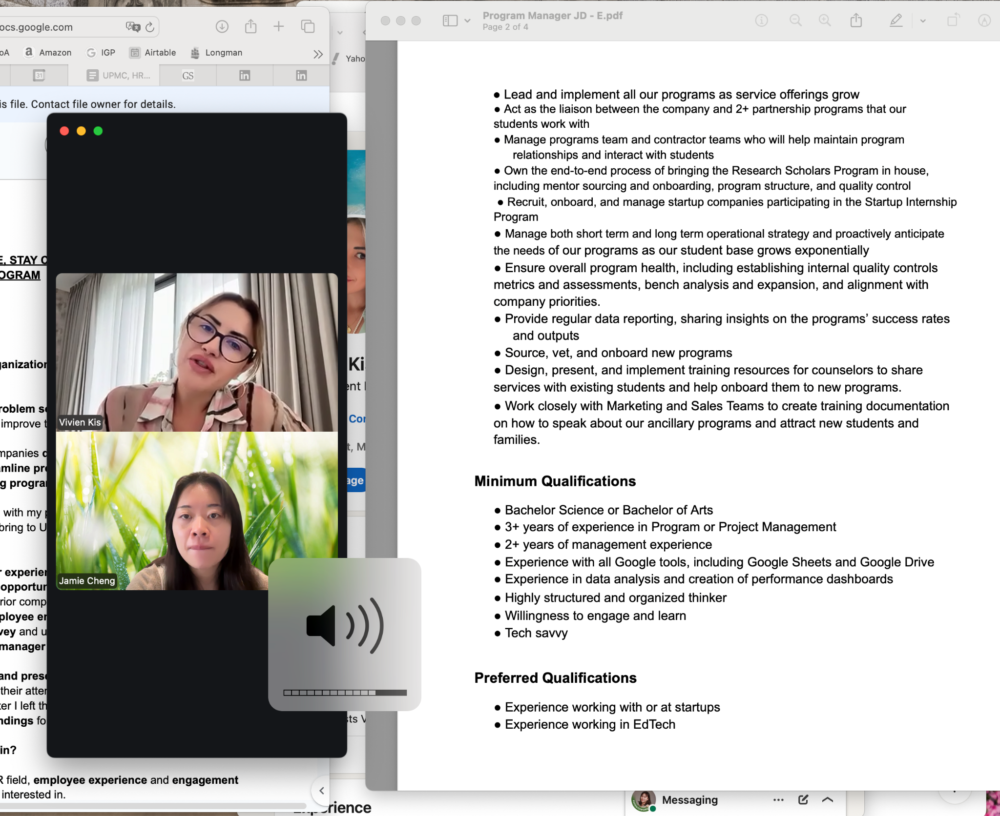 ocs.google.com
oA
Amazon
IGP
Airtable
Longman
31
UPMC, HR...
GS
in
in
is file. Contact file owner for details.
Yaho
E, STAY
OGRAM
ganization
roblem
improve
mpanies
amline
g
with my
bring to
r
opportun
rior comp
ployee
vey and
manager
and
their
ter I left
ndings
in?
field, employee experience and engagement
interested in.
Vivien Kis
Jamie Cheng
ent
t,
age
sts
rience
Program Manager JD - E.pdf
Page 2 of 4
● Lead and implement all our programs as service offerings grow
● Act as the liaison between the company and 2+ partnership programs that our
students work with
● Manage programs team and contractor teams who will help maintain program
relationships and interact with students
● Own the end-to-end process of bringing the Research Scholars Program in house,
including mentor sourcing and onboarding, program structure, and quality control
● Recruit, onboard, and manage startup companies participating in the Startup Internship
Program
● Manage both short term and long term operational strategy and proactively anticipate
the needs of our programs as our student base grows exponentially
● Ensure overall program health, including establishing internal quality controls
metrics and assessments, bench analysis and expansion, and alignment with
company priorities.
● Provide regular data reporting, sharing insights on the programs’ success rates
and outputs
● Source, vet, and onboard new programs
● Design, present, and implement training resources for counselors to share
services with existing students and help onboard them to new programs.
● Work closely with Marketing and Sales Teams to create training documentation
on how to speak about our ancillary programs and attract new students and
families.
Minimum Qualifications
● Bachelor Science or Bachelor of Arts
● 3+ years of experience in Program or Project Management
● 2+ years of management experience
● Experience with all Google tools, including Google Sheets and Google Drive
● Experience in data analysis and creation of performance dashboards
● Highly structured and organized thinker
● Willingness to engage and learn
● Tech savvy
Preferred Qualifications
● Experience working with or at startups
● Experience working in EdTech
Messaging